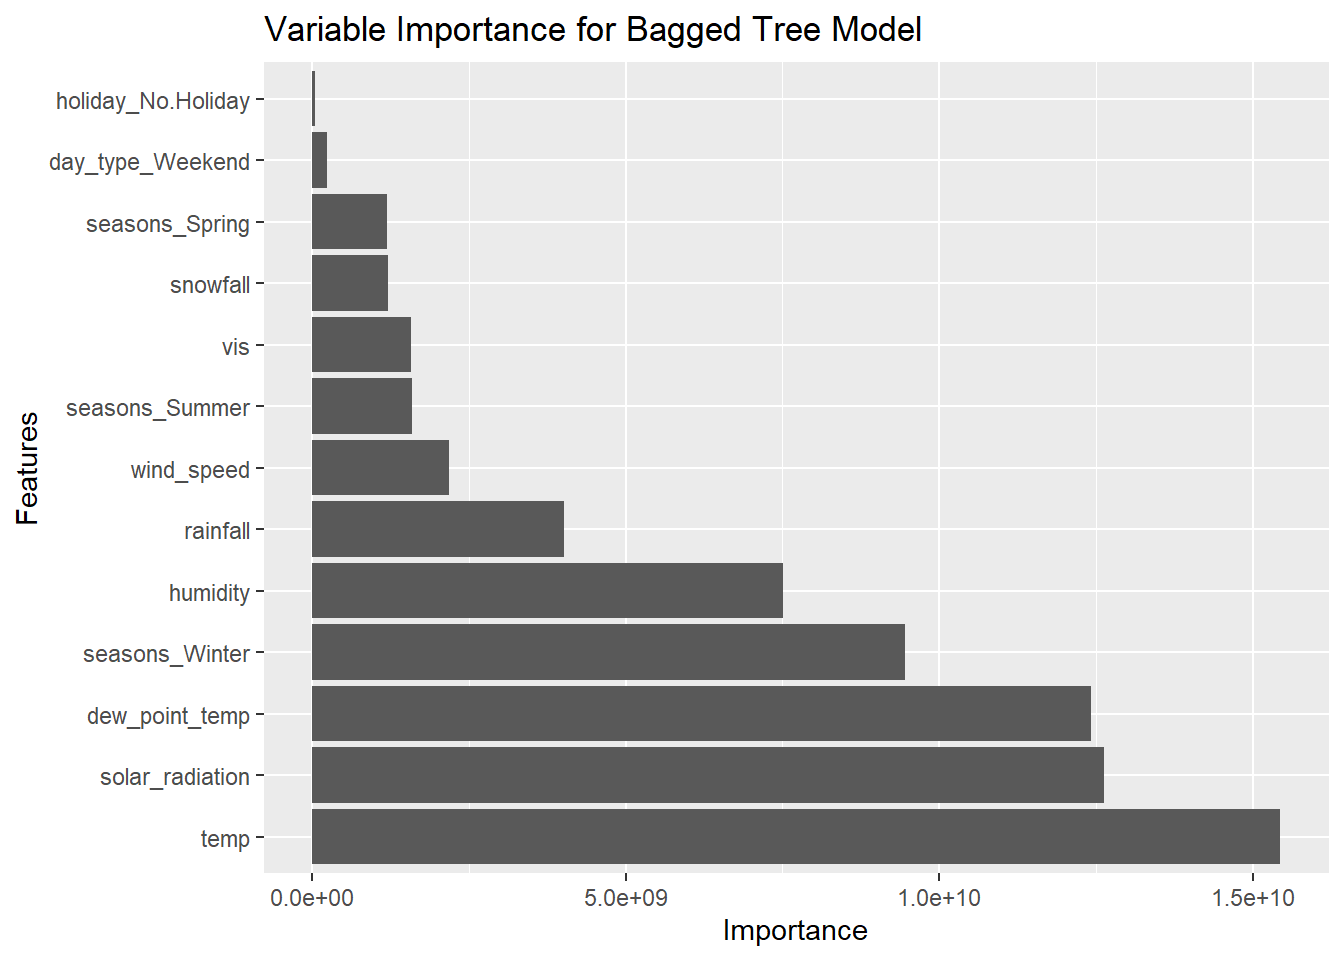 Variable Importance for Bagged Tree Model
holiday_No.Holiday
day_type_Weekend
seasons_Spring
snowfall
vis
seasons_Summer
wind_speed
rainfall
humidity
seasons_Winter
dew_point_temp
solar_radiation
temp
Features
0.0e+00 5.0e+09 1.0e+10 1.5e+10
Importance